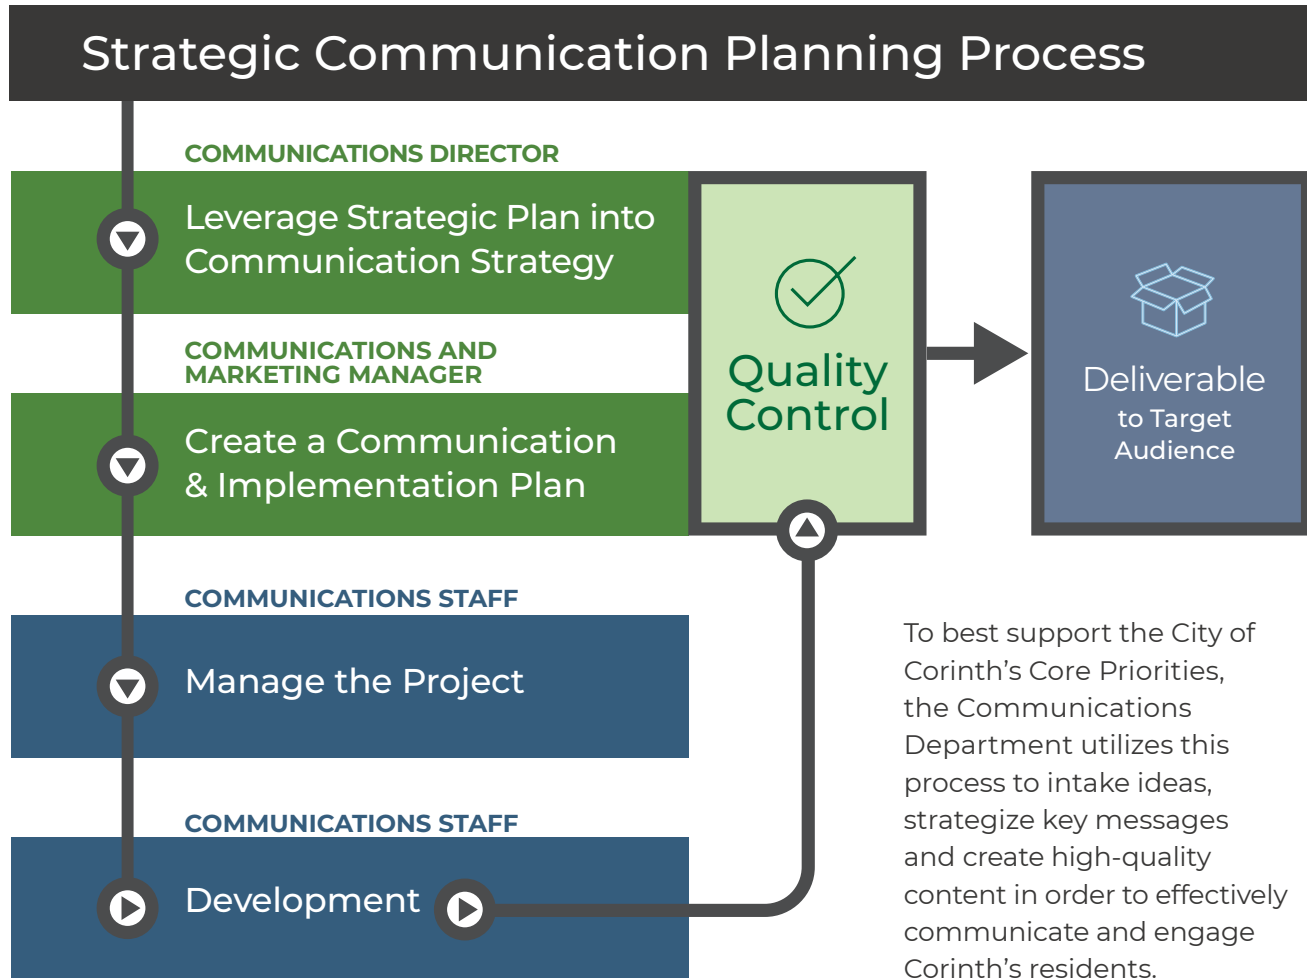 Strategic Communication Planning Process
COMMUNICATIONS DIRECTOR
Leverage Strategic Plan into
Communication Strategy
COMMUNICATIONS AND
MARKETING MANAGER
Create a Communication
& Implementation Plan
COMMUNICATIONS STAFF
Manage the Project
COMMUNICATIONS STAFF
Development
Quality
Control
Deliverable
to Target
Audience
To best support the City of
Corinth’s Core Priorities,
the Communications
Department utilizes this
process to intake ideas,
strategize key messages
and create high-quality
content in order to effectively
communicate and engage
Corinth’s residents.